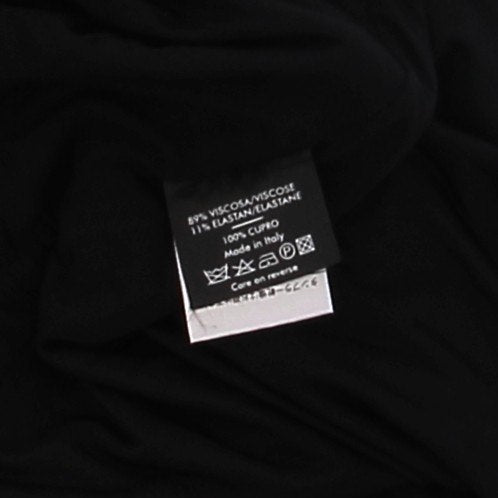 89% VISCOSA/VISCOSE
11% ELASTAN/ELASTANE
100% CUPRO
Made in Italy
P
Care on reverse